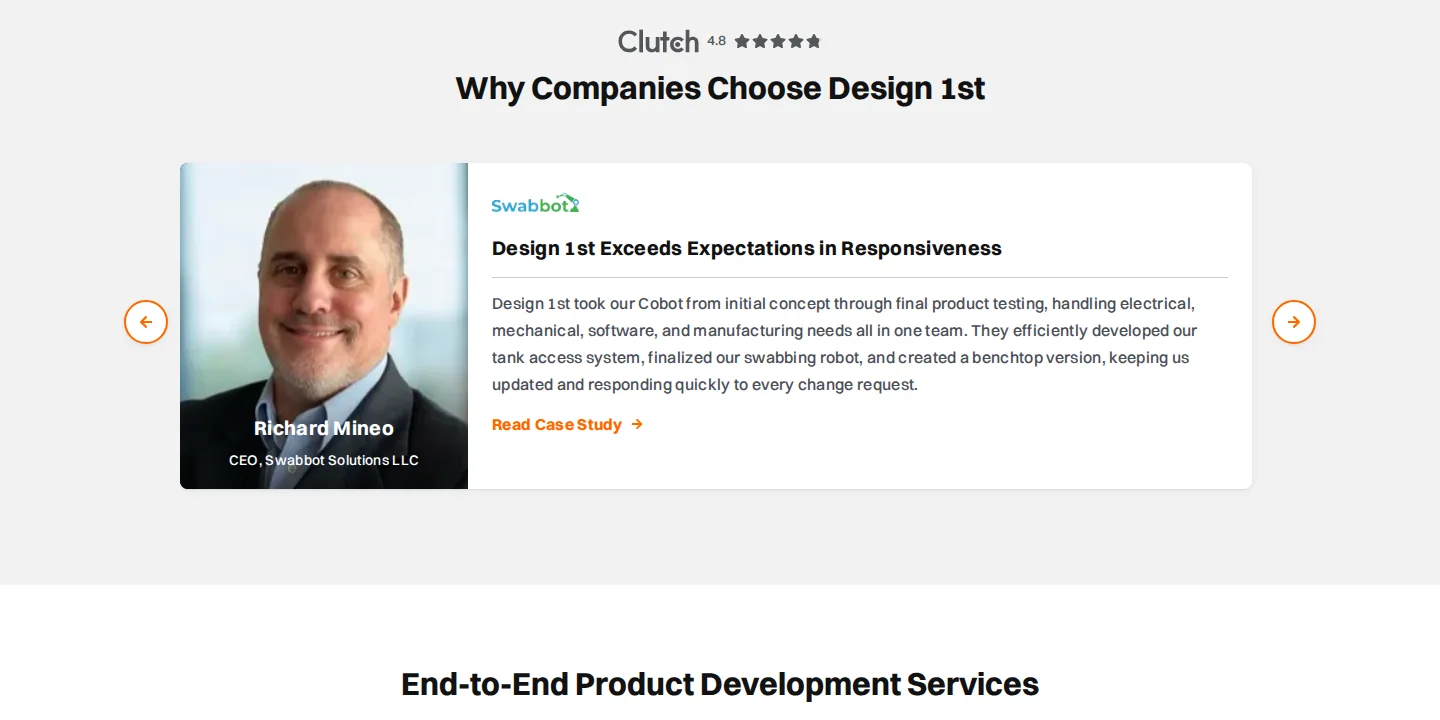 Clutch 4.8
Why Companies Choose Design 1st
Swabbot
Design 1st Exceeds Expectations in Responsiveness
Design 1st took our Cobot from initial concept through final product testing, handling electrical,
mechanical, software, and manufacturing needs all in one team. They efficiently developed our
tank access system, finalized our swabbing robot, and created a benchtop version, keeping us
updated and responding quickly to every change request.
Read Case Study
Richard Mineo
CEO, Swabbot Solutions LLC
End-to-End Product Development Services